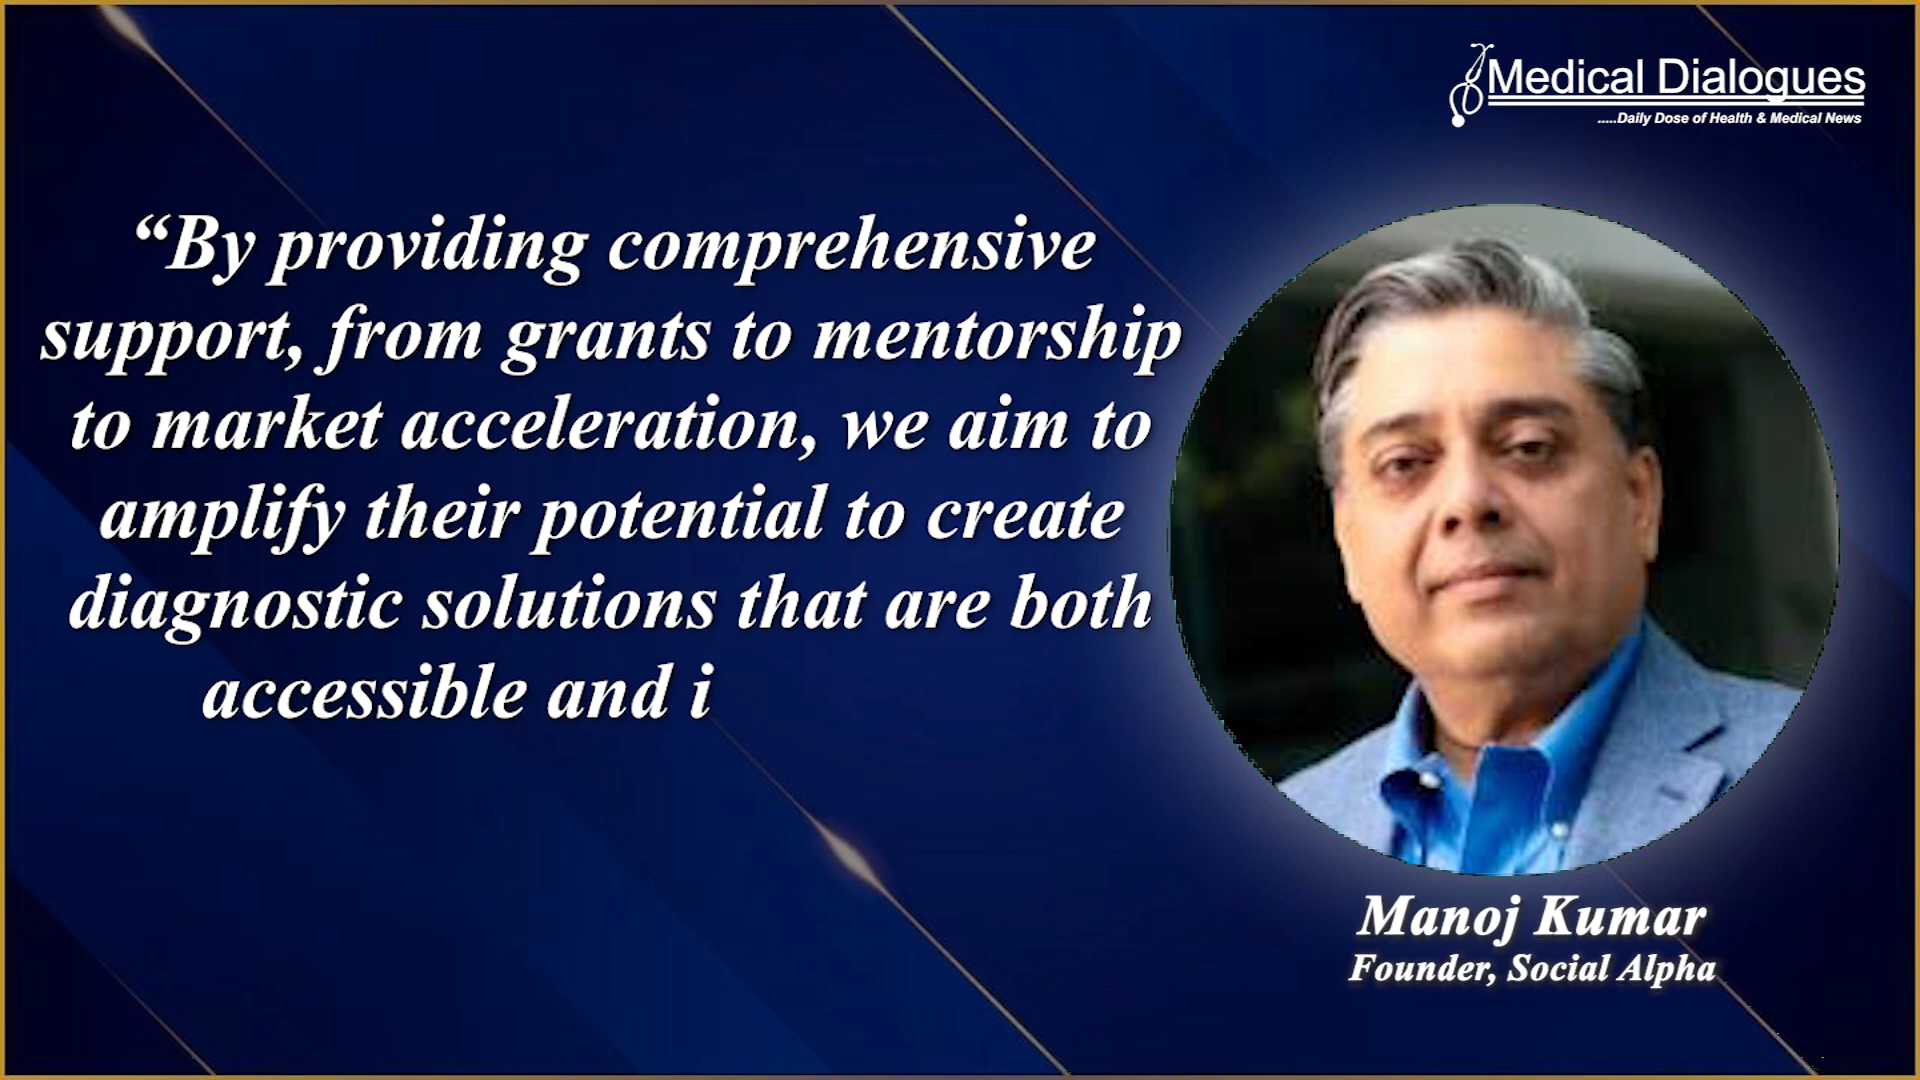 Medical Dialogues
.....Daily Dose of Health & Medical News
“By providing comprehensive
support, from grants to mentorship
to market acceleration, we aim to
amplify their potential to create
diagnostic solutions that are both
accessible and i
Manoj Kumar
Founder, Social Alpha